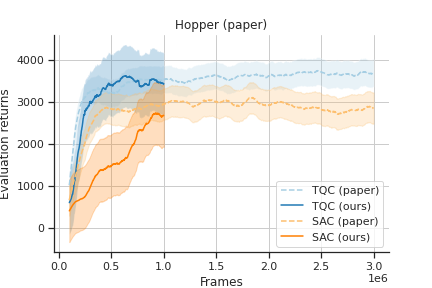 Hopper (paper)
Evaluation returns
4000
3000
2000
1000
0
0.0
0.5
1.0
1.5
2.0
2.5
3.0
1e6
Frames
TQC (paper)
TQC (ours)
SAC (paper)
SAC (ours)